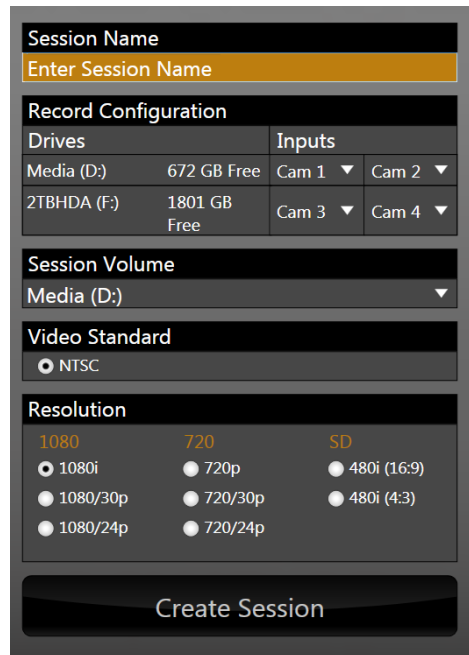 Session Name
Enter Session Name
Record Configuration
Drives Inputs
Media (D:) 672 GB Free Cam 1 Cam 2
2TBHDA (F:) 1801 GB Free Cam 3 Cam 4
Session Volume
Media (D:)
Video Standard
NTSC
Resolution
1080 720 SD
1080i 720p 480i (16:9)
1080/30p 720/30p 480i (4:3)
1080/24p 720/24p
Create Session